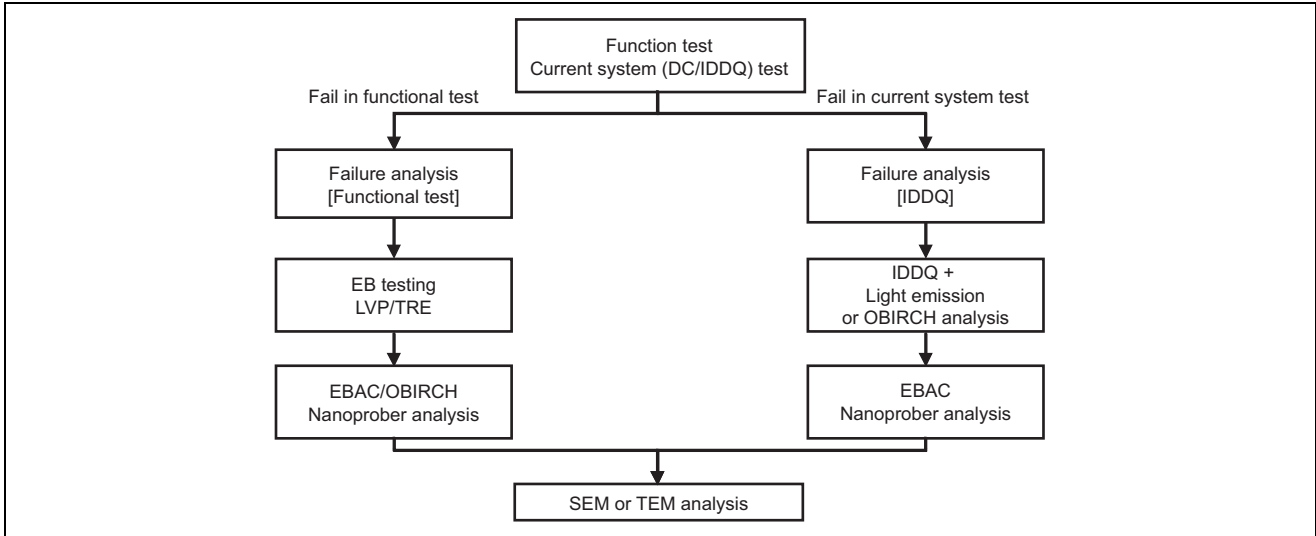 Function test
Current system (DC/IDDQ) test
Fail in functional test
Fail in current system test
Failure analysis
[Functional test]
Failure analysis
[IDDQ]
EB testing
LVP/TRE
IDDQ +
Light emission
or OBIRCH analysis
EBAC/OBIRCH
Nanoprober analysis
EBAC
Nanoprober analysis
SEM or TEM analysis